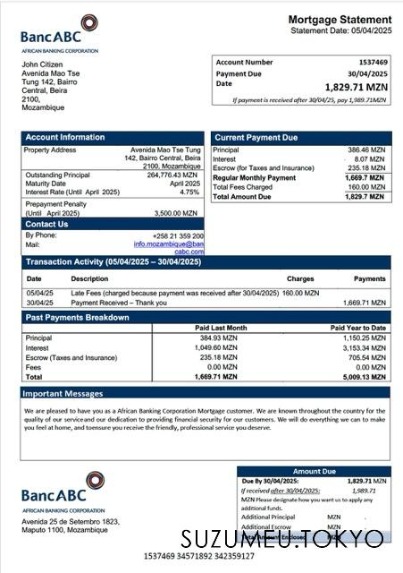 BancABC
AFRICAN BANKING CORPORATION
Mortgage Statement
Statement Date: 05/04/2025
John Citizen
Avenida Mao Tse
Tung 142, Bairro
Central, Beira
2100,
Mozambique
Account Number 1537469
Payment Due 30/04/2025
Date 1,829.71 MZN
If payment is received after 30/04/25, pay 1,989.71MZN
Account Information
Property Address Avenida Mao Tse Tung
142, Bairo Central, Beira
2100, Mozambique
Outstanding Principal 264,776.43 MZN
Maturity Date April 2025
Interest Rate (Until April 2025) 4.75%
Prepayment Penalty
(Until April 2025) 3,500.00 MZN
Contact Us
By Phone: +258 21 359 200
Mail: info.mozambique@ban
cabc.com
Current Payment Due
Principal 386.46 MZN
Interest 8.07 MZN
Escrow (for Taxes and Insurance) 235.18 MZN
Regular Monthly Payment 1,669.7 MZN
Total Fees Charged 160.00 MZN
Total Amount Due 1,829.7 MZN
Transaction Activity (05/04/2025 – 30/04/2025)
Date Description Charges Payments
05/04/25 Late Fees (charged because payment was received after 30/04/2025) 160.00 MZN
30/04/25 Payment Received – Thank you 1,669.71 MZN
Past Payments Breakdown
Paid Last Month Paid Year to Date
Principal 384.93 MZN 1,150.25 MZN
Interest 1,049.60 MZN 3,153.34 MZN
Escrow (Taxes and Insurance) 235.18 MZN 705.54 MZN
Fees 0.00 MZN 0.00 MZN
Total 1,669.71 MZN 5,009.13 MZN
Important Messages
We are pleased to have you as a African Banking Corporation Mortgage customer. We are known throughout the country for the
quality of our service and our dedication to providing financial security for our customers. We will do everything we can to make
you feel at home, and toensure you receive the friendly, professional service you deserve.
BancABC
AFRICAN BANKING CORPORATION
Avenida 25 de Setembro 1823,
Maputo 1100, Mozambique
Amount Due
Due By 30/04/2025: 1,829.71 MZN
If received after 30/04/2025: 1,989.71
MZN Please designate how you want us to apply any
additional funds.
Additional Principal MZN
Additional Escrow MZN
Total Amount Enclosed MZN
SUZUMEU.TOKYO
1537469 34571892 342359127